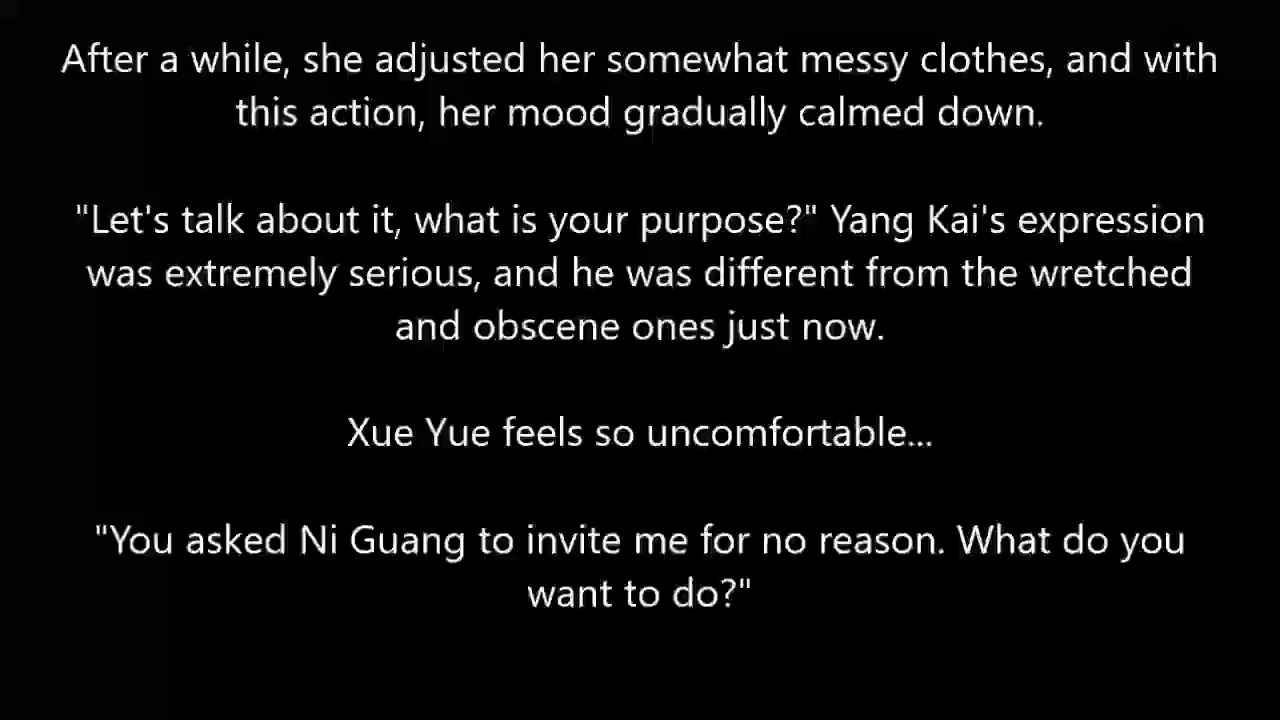 After a while, she adjusted her somewhat messy clothes, and with
this action, her mood gradually calmed down.
"Let's talk about it, what is your purpose?" Yang Kai's expression
was extremely serious, and he was different from the wretched
and obscene ones just now.
Xue Yue feels so uncomfortable...
"You asked Ni Guang to invite me for no reason. What do you
want to do?"